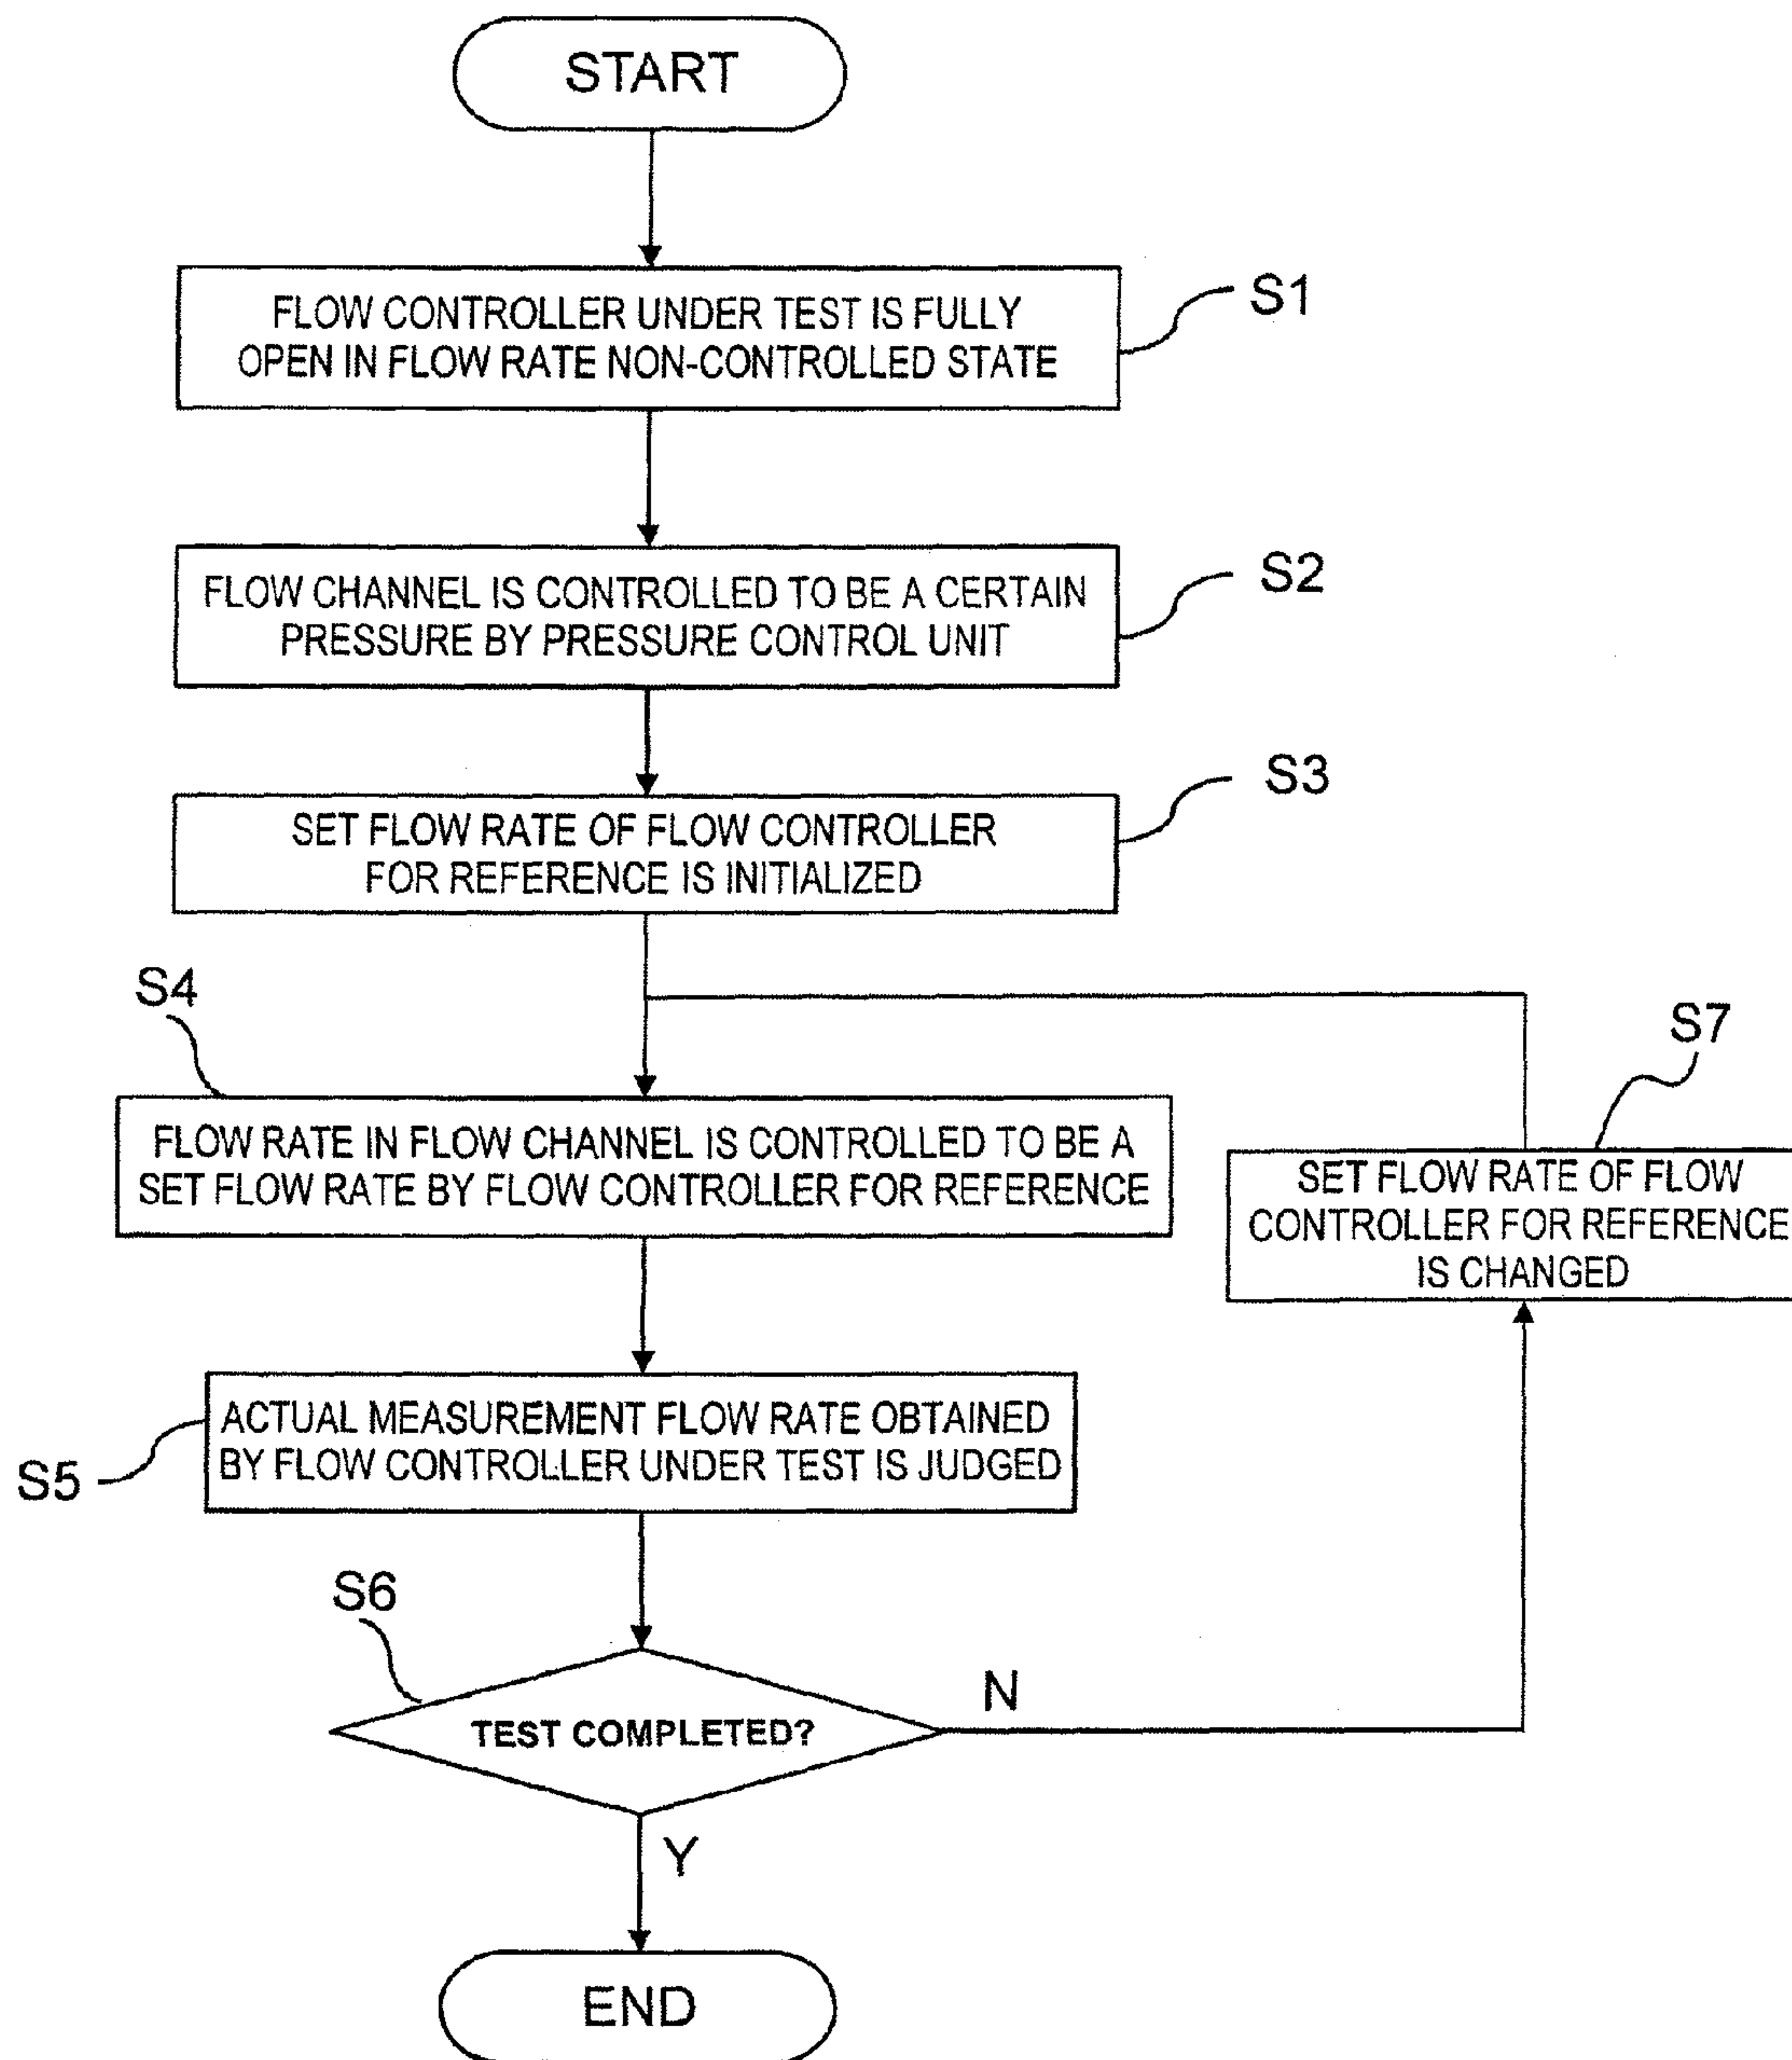 START
FLOW CONTROLLER UNDER TEST IS FULLY
OPEN IN FLOW RATE NON-CONTROLLED STATE
S1
FLOW CHANNEL IS CONTROLLED TO BE A CERTAIN
PRESSURE BY PRESSURE CONTROL UNIT
S2
SET FLOW RATE OF FLOW CONTROLLER
FOR REFERENCE IS INITIALIZED
S3
S4
FLOW RATE IN FLOW CHANNEL IS CONTROLLED TO BE A
SET FLOW RATE BY FLOW CONTROLLER FOR REFERENCE
S7
SET FLOW RATE OF FLOW
CONTROLLER FOR REFERENCE
IS CHANGED
S5
ACTUAL MEASUREMENT FLOW RATE OBTAINED
BY FLOW CONTROLLER UNDER TEST IS JUDGED
S6
TEST COMPLETED?
N
Y
END